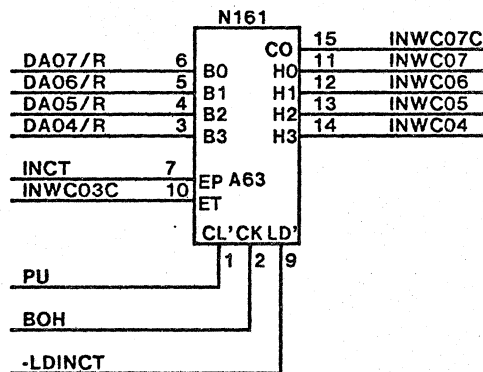 N161
CO 15 INWC07C
DA07/R 6 B0 H0 11 INWC07
DA06/R 5 B1 H1 12 INWC06
DA05/R 4 B2 H2 13 INWC05
DA04/R 3 B3 H3 14 INWC04
INCT 7 EP A63
INWC03C 10 ET
CL' CK LD'
1 2 9
PU
BOH
-LDINCT